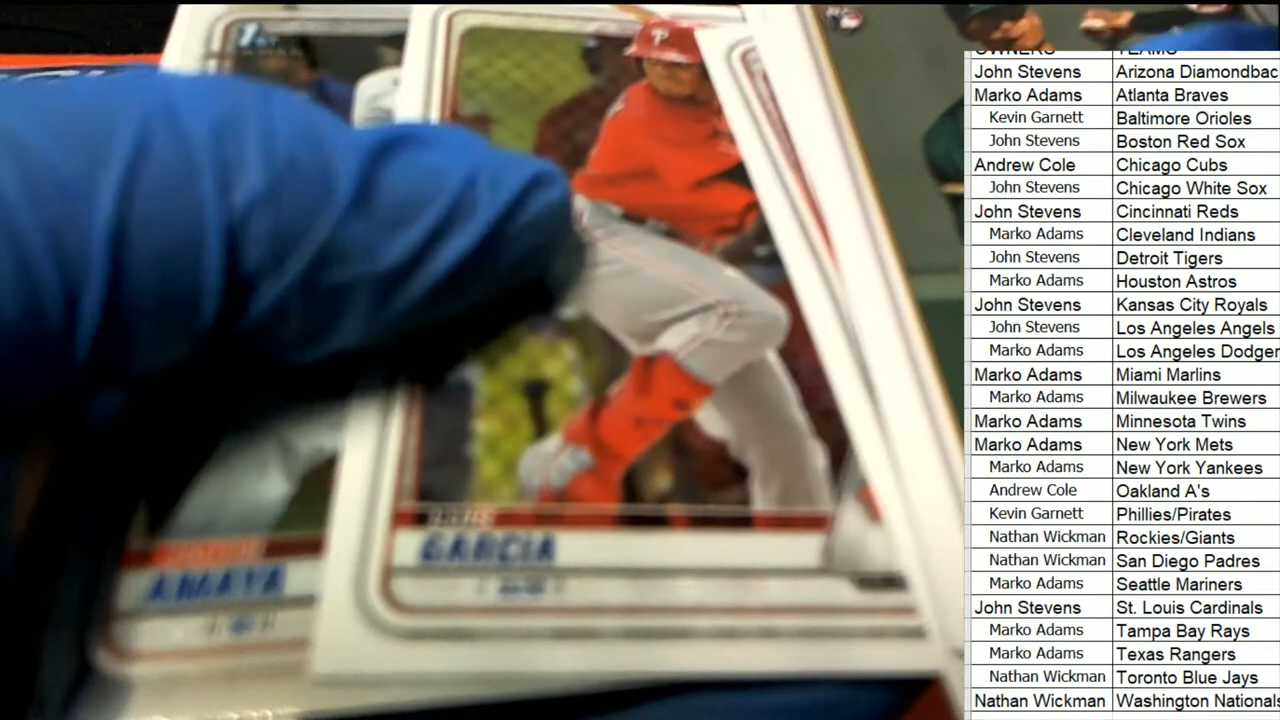 OWNERS TEAMS
John Stevens Arizona Diamondbac
Marko Adams Atlanta Braves
Kevin Garnett Baltimore Orioles
John Stevens Boston Red Sox
Andrew Cole Chicago Cubs
John Stevens Chicago White Sox
John Stevens Cincinnati Reds
Marko Adams Cleveland Indians
John Stevens Detroit Tigers
Marko Adams Houston Astros
John Stevens Kansas City Royals
John Stevens Los Angeles Angels
Marko Adams Los Angeles Dodger
Marko Adams Miami Marlins
Marko Adams Milwaukee Brewers
Marko Adams Minnesota Twins
Marko Adams New York Mets
Marko Adams New York Yankees
Andrew Cole Oakland A's
Kevin Garnett Phillies/Pirates
Nathan Wickman Rockies/Giants
Nathan Wickman San Diego Padres
Marko Adams Seattle Mariners
John Stevens St. Louis Cardinals
Marko Adams Tampa Bay Rays
Marko Adams Texas Rangers
Nathan Wickman Toronto Blue Jays
Nathan Wickman Washington Nationals
1st
P
GARCIA
AMAYA